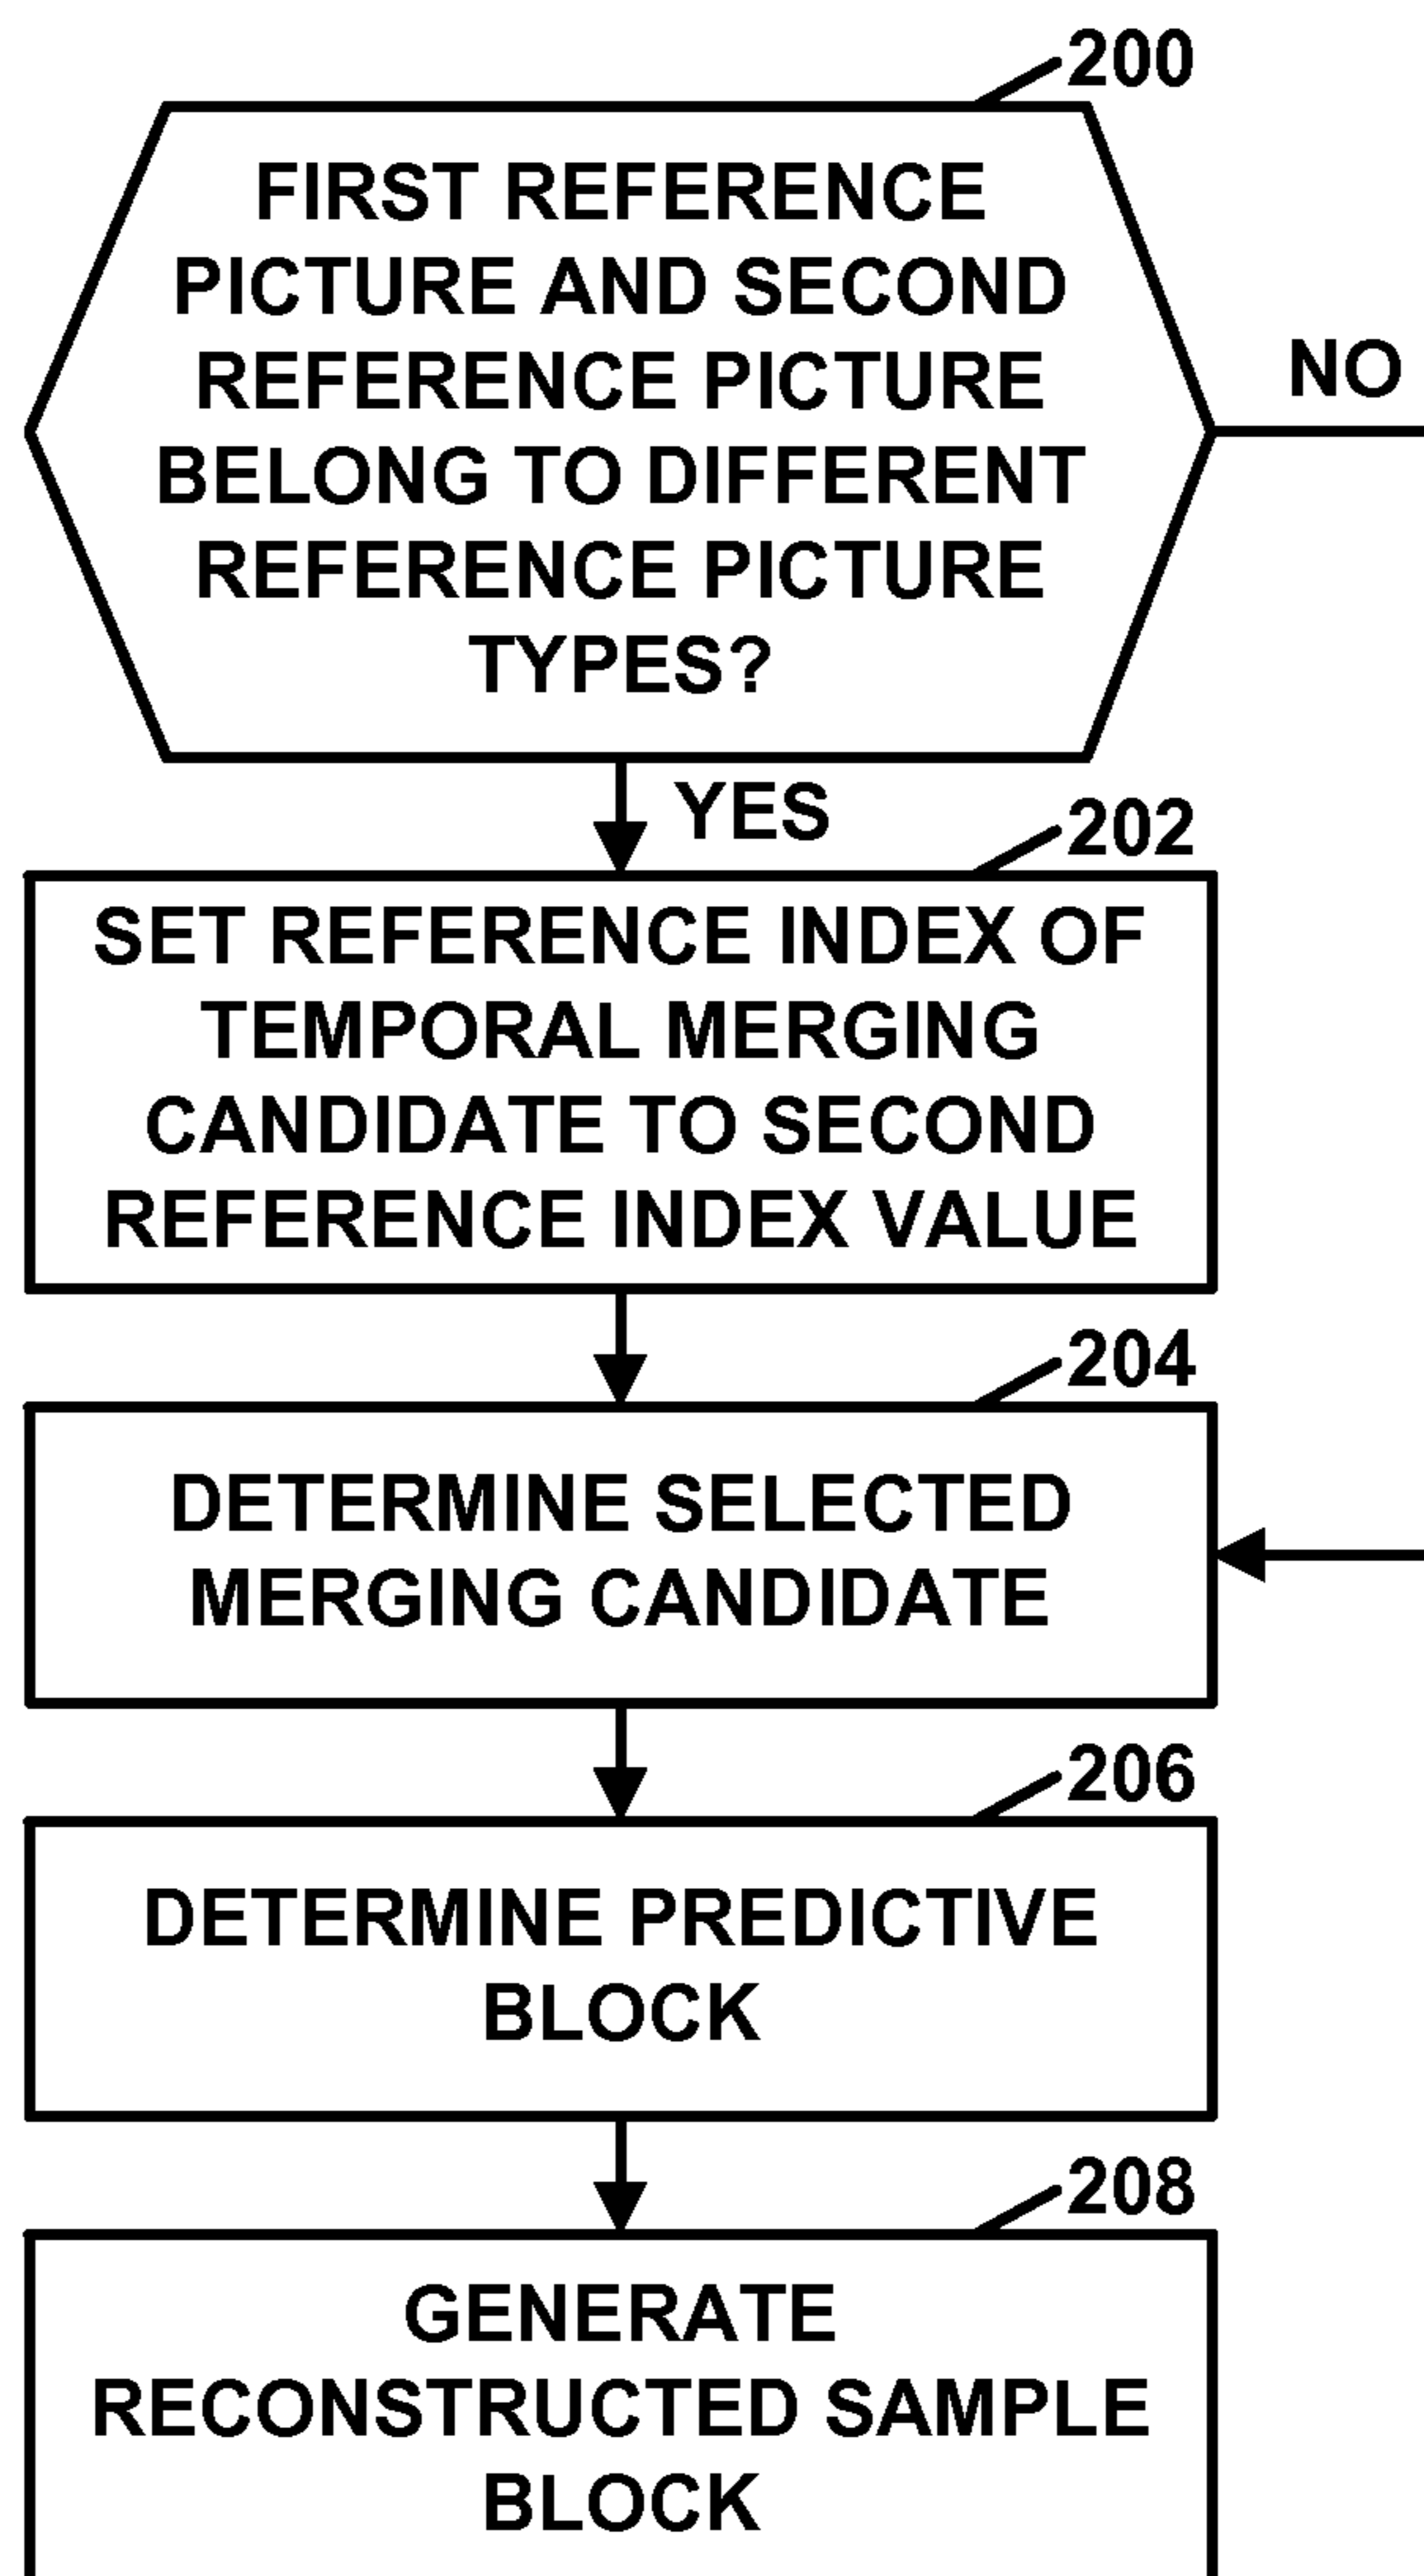 200
FIRST REFERENCE
PICTURE AND SECOND
REFERENCE PICTURE
BELONG TO DIFFERENT
REFERENCE PICTURE
TYPES?
NO
YES
202
SET REFERENCE INDEX OF
TEMPORAL MERGING
CANDIDATE TO SECOND
REFERENCE INDEX VALUE
204
DETERMINE SELECTED
MERGING CANDIDATE
206
DETERMINE PREDICTIVE
BLOCK
208
GENERATE
RECONSTRUCTED SAMPLE
BLOCK